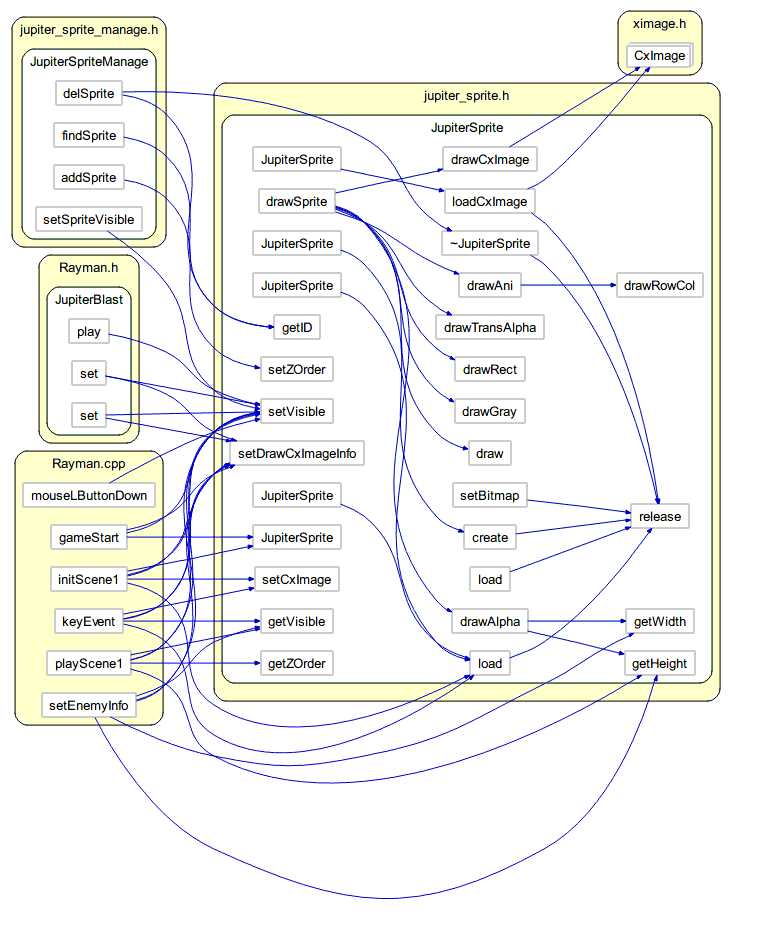 jupiter_sprite_manage.h
JupiterSpriteManage
delSprite
findSprite
addSprite
setSpriteVisible
Rayman.h
JupiterBlast
play
set
set
Rayman.cpp
mouseLButtonDown
gameStart
initScene1
keyEvent
playScene1
setEnemyInfo
jupiter_sprite.h
JupiterSprite
JupiterSprite
drawSprite
JupiterSprite
JupiterSprite
getID
setZOrder
setVisible
setDrawCxImageInfo
JupiterSprite
JupiterSprite
setCxImage
getVisible
getZOrder
drawCxImage
loadCxImage
~JupiterSprite
drawAni
drawTransAlpha
drawRect
drawGray
draw
setBitmap
create
load
drawAlpha
load
drawRowCol
release
getWidth
getHeight
ximage.h
CxImage